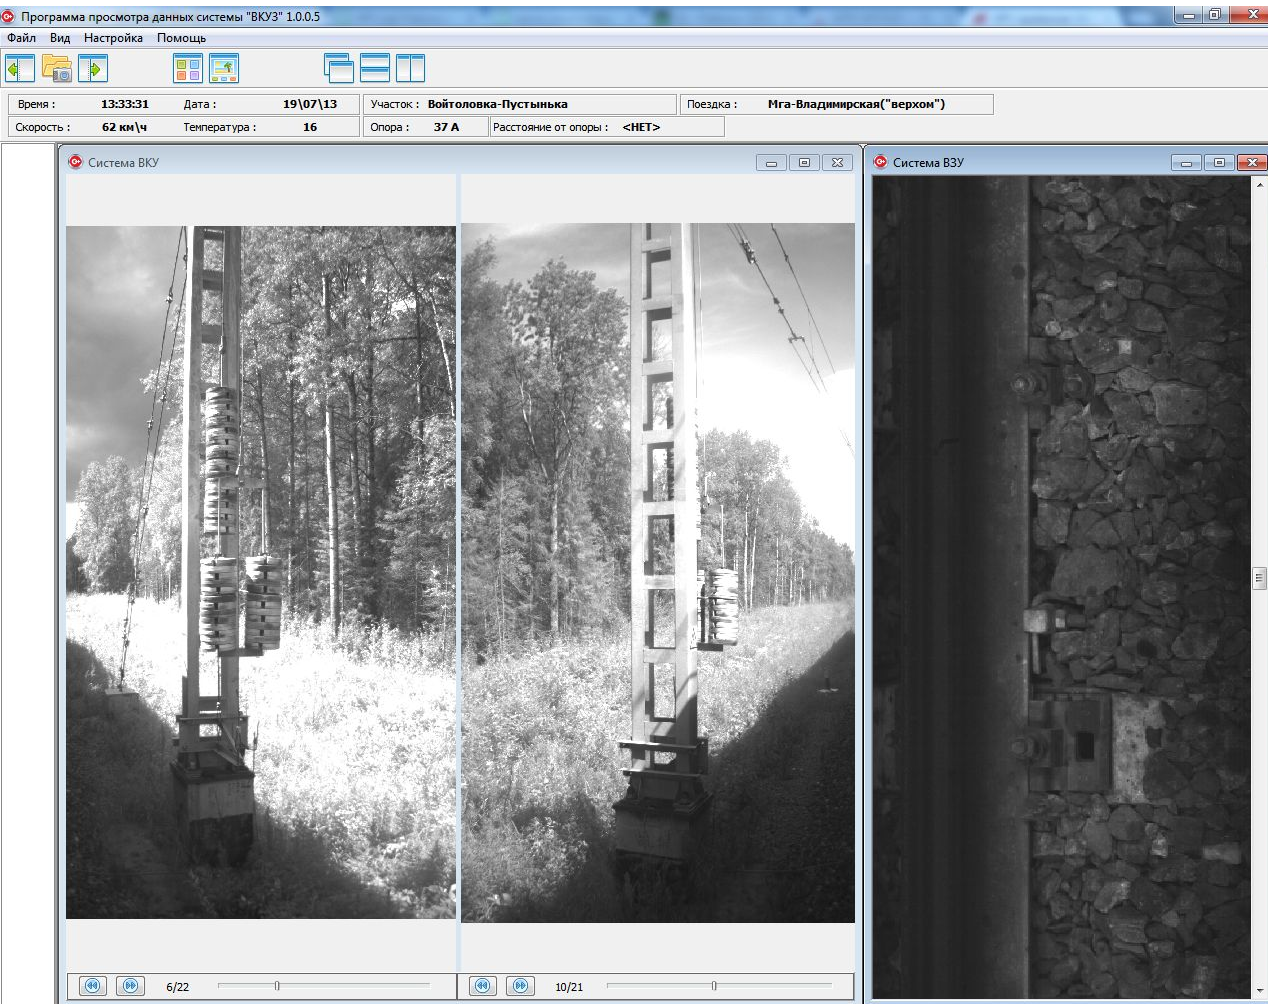 Программа просмотра данных системы "ВКУЗ" 1.0.0.5
Файл Вид Настройка Помощь
Время : 13:33:31 Дата : 19\07\13 Участок : Войтоловка-Пустынька Поездка : Мга-Владимирская("верхом")
Скорость : 62 км\ч Температура : 16 Опора : 37 А Расстояние от опоры : <НЕТ>
Система ВКУ
Система ВЗУ
6/22
10/21